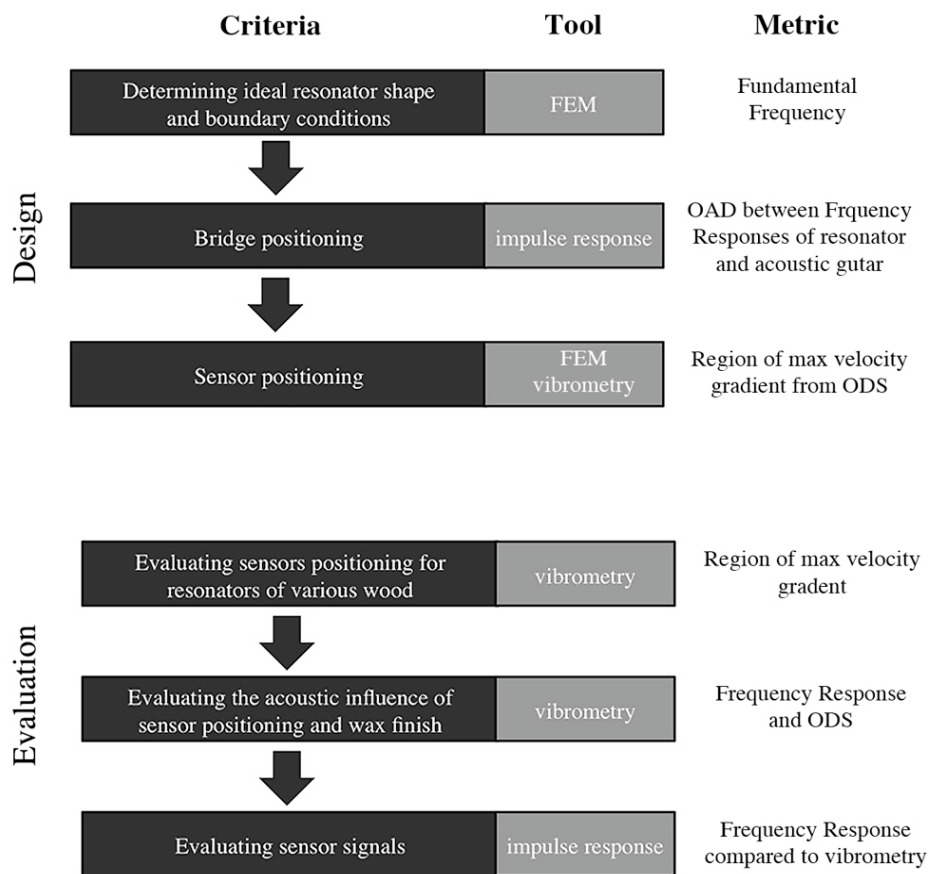 Criteria Tool Metric
Design
Determining ideal resonator shape
and boundary conditions
FEM
Fundamental
Frequency
Bridge positioning
impulse response
OAD between Frquency
Responses of resonator
and acoustic gutar
Sensor positioning
FEM
vibrometry
Region of max velocity
gradient from ODS
Evaluation
Evaluating sensors positioning for
resonators of various wood
vibrometry
Region of max velocity
gradent
Evaluating the acoustic influence of
sensor positioning and wax finish
vibrometry
Frequency Response
and ODS
Evaluating sensor signals
impulse response
Frequency Response
compared to vibrometry